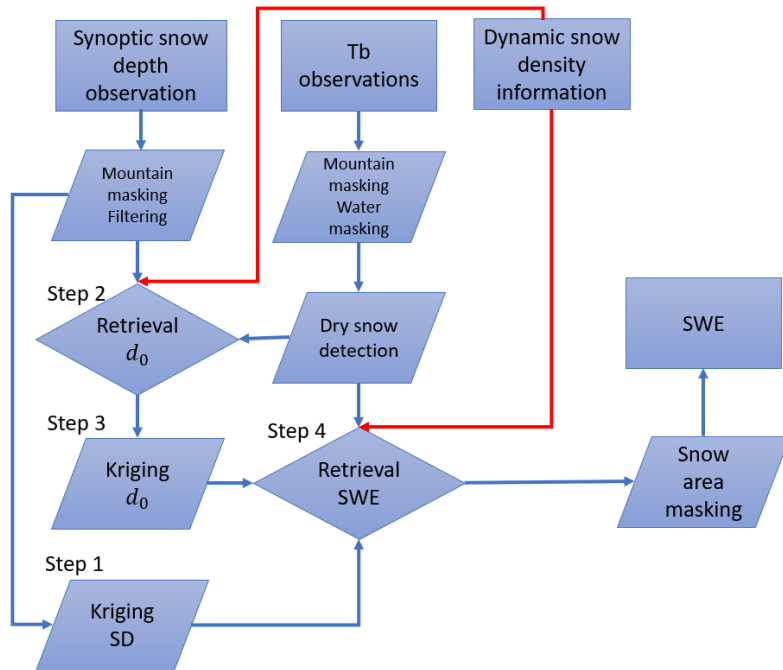 Synoptic snow
depth
observation
Tb
observations
Dynamic snow
density
information
Mountain
masking
Filtering
Mountain
masking
Water
masking
Step 2
Retrieval
d₀
Dry snow
detection
SWE
Step 3
Kriging
d₀
Step 4
Retrieval
SWE
Snow
area
masking
Step 1
Kriging
SD